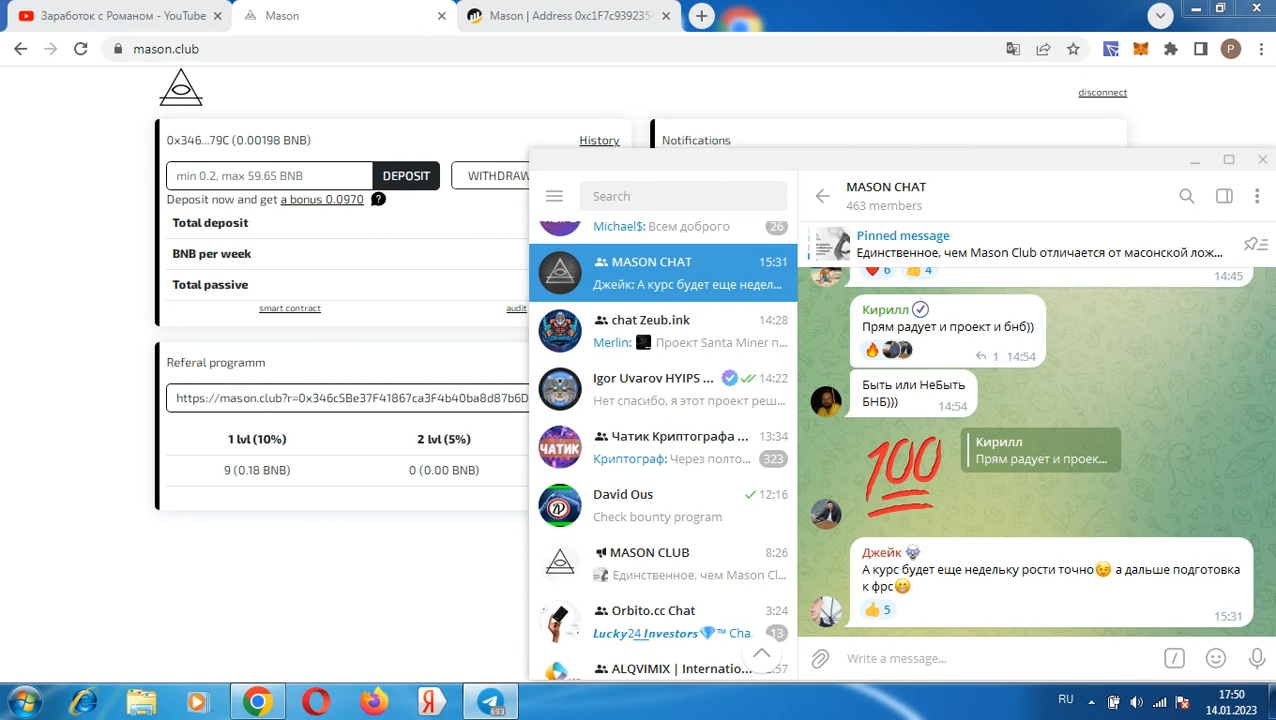 Заработок с Романом - YouTube
Mason
Mason | Address 0xc1f7c939235
mason.club
P
disconnect
0x346...79C (0.00198 BNB)
History
Notifications
min 0.2, max 59.65 BNB
DEPOSIT
WITHDRAW
Deposit now and get a bonus 0.0970
Total deposit
BNB per week
Total passive
smart contract
audit
Referal programm
https://mason.club?r=0x346c5Be37F41867ca3F4b40ba8d87b6D
1 lvl (10%)
2 lvl (5%)
9 (0.18 BNB)
0 (0.00 BNB)
Search
Michael$: Всем доброго
26
MASON CHAT
15:31
Джейк: А курс будет еще недел...
chat Zeub.ink
14:28
Merlin: Проект Santa Miner п...
Igor Uvarov HYIPS ...
14:22
Нет спасибо, я этот проект реш...
Чатик Криптографа ...
13:34
ЧАТИК
Криптограф: Через полто...
323
David Ous
12:16
Check bounty program
MASON CLUB
8:26
Единственное, чем Mason Cl...
Orbito.cc Chat
3:24
Lucky24_Investors💎™ Cha
13
ALQVIMIX | Internatio...
:57
MASON CHAT
463 members
Pinned message
Единственное, чем Mason Club отличается от масонской лож...
6
4
14:45
Кирилл
Прям радует и проект и бнб))
1 14:54
Быть или НеБыть
БНБ)))
14:54
100
Кирилл
Прям радует и проек...
Джейк
А курс будет еще недельку рости точно😉 а дальше подготовка
к фрс😁
5
15:31
Write a message...
693
RU
17:50
14.01.2023